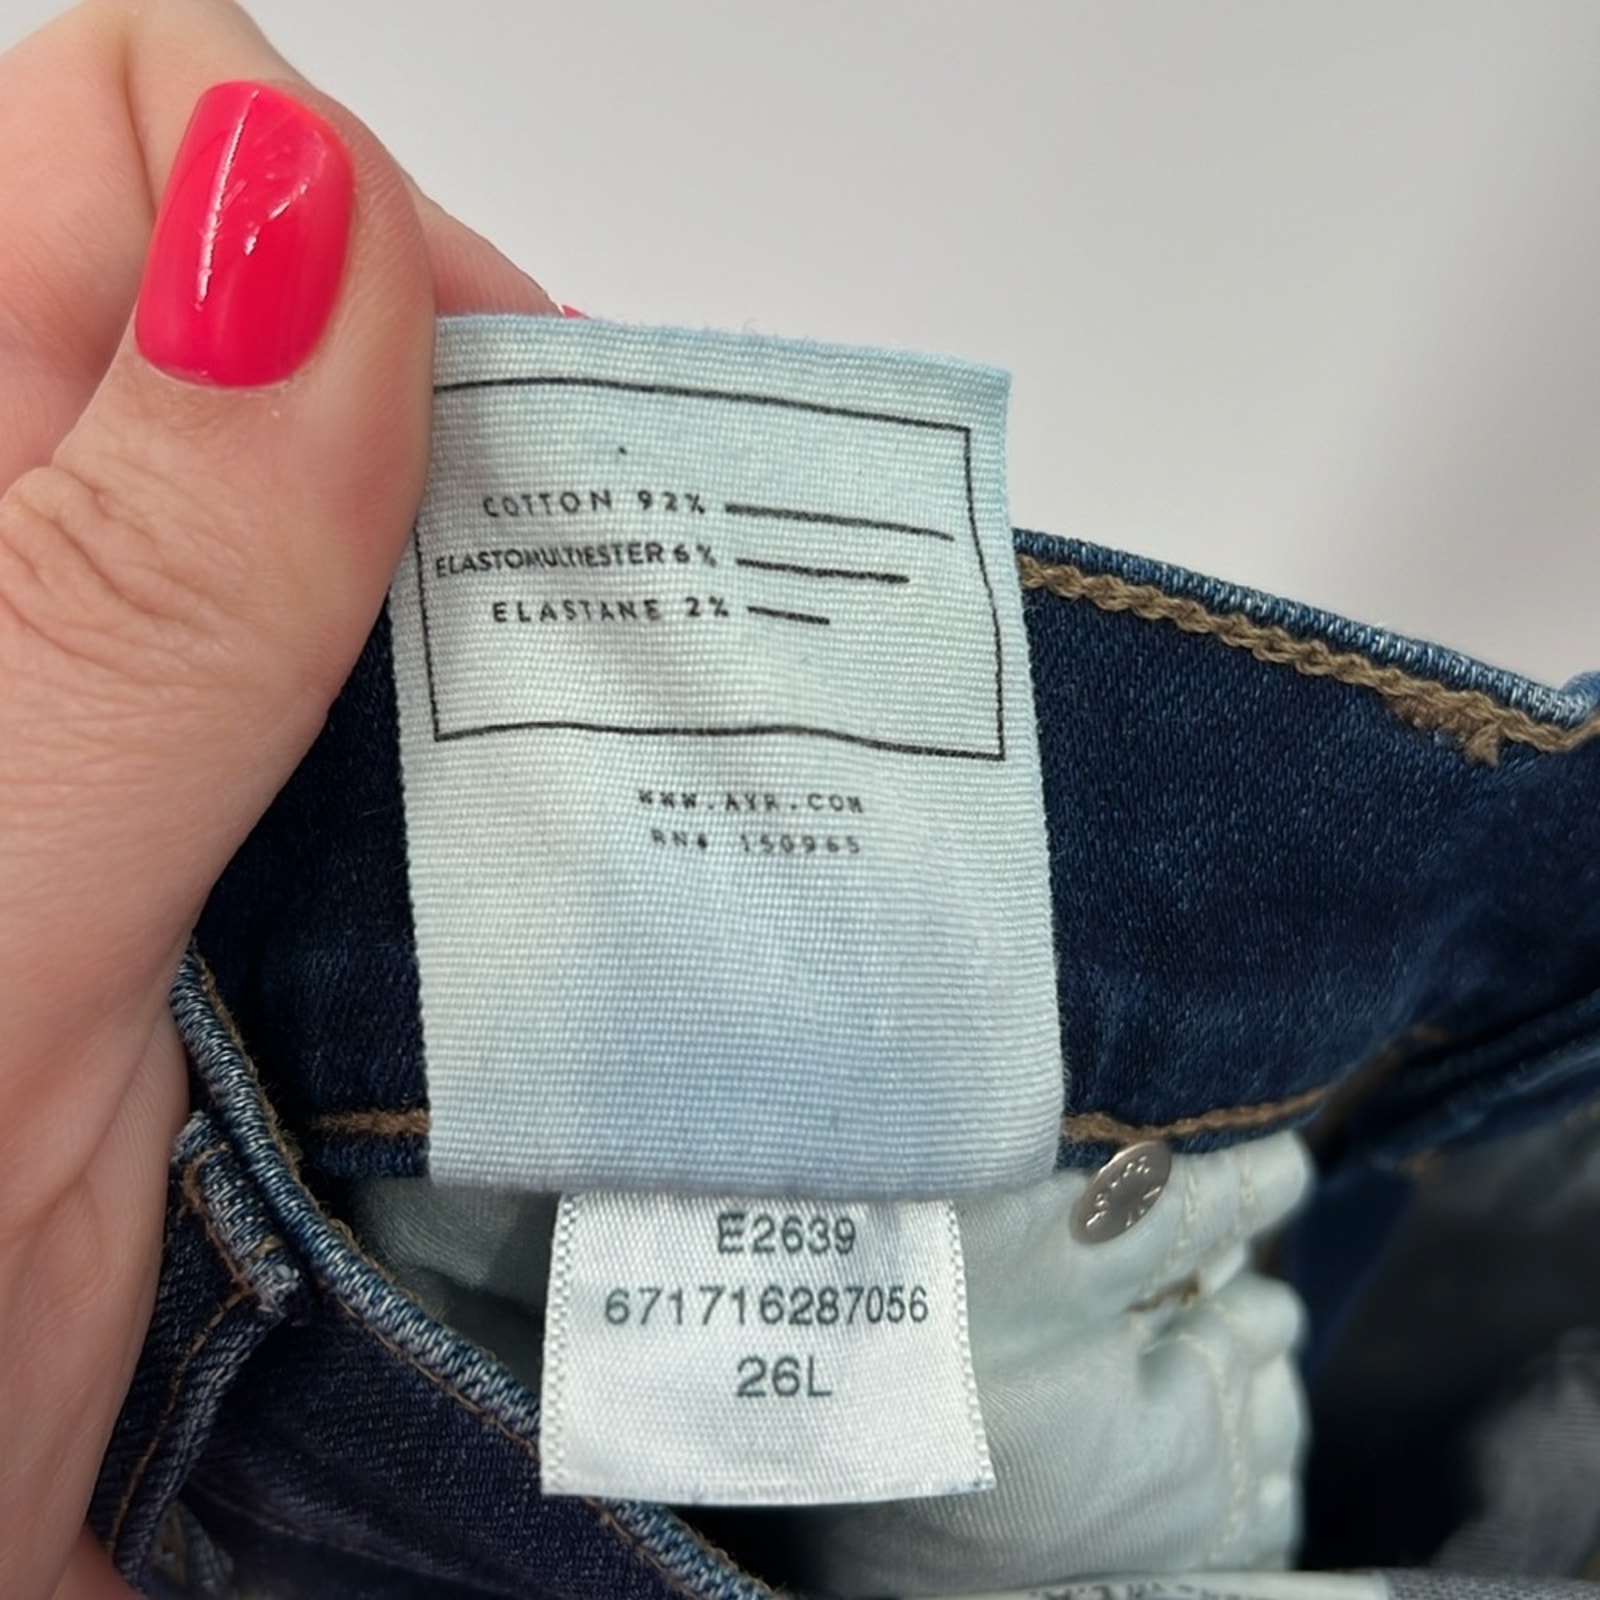 COTTON 92%
ELASTOMULTIESTER 6%
ELASTANE 2%
WWW.AYR.COM
RN# 150965
E2639
671716287056
26L